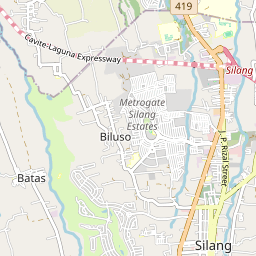 419
Cavite-Laguna Expressway
Silang
Metrogate
Silang
Estates
Biluso
J. P. Rizal Street
Batas
Silang